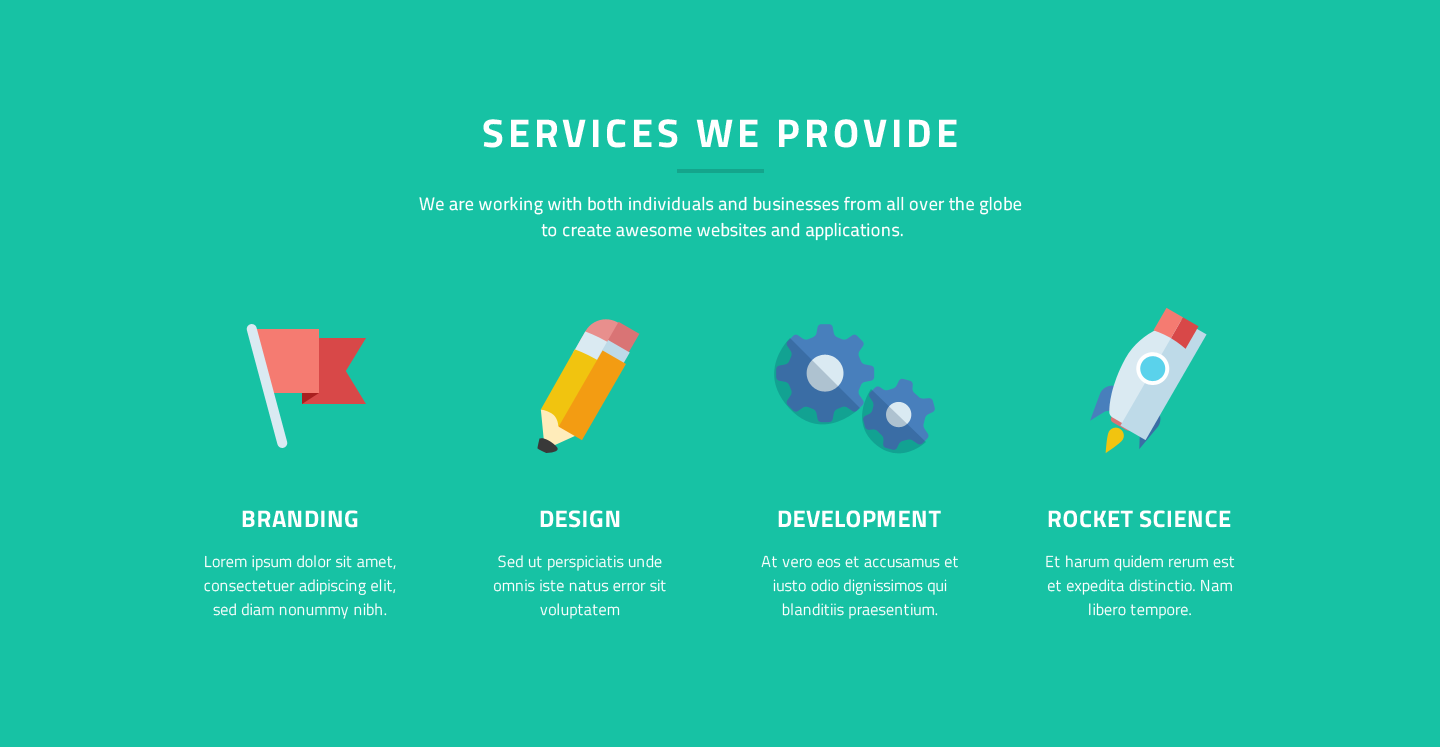 SERVICES WE PROVIDE
We are working with both individuals and businesses from all over the globe
to create awesome websites and applications.
BRANDING
Lorem ipsum dolor sit amet,
consectetuer adipiscing elit,
sed diam nonummy nibh.
DESIGN
Sed ut perspiciatis unde
omnis iste natus error sit
voluptatem
DEVELOPMENT
At vero eos et accusamus et
iusto odio dignissimos qui
blanditiis praesentium.
ROCKET SCIENCE
Et harum quidem rerum est
et expedita distinctio. Nam
libero tempore.